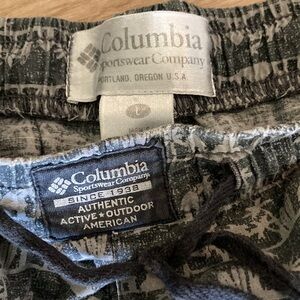 Columbia
Sportswear Company
PORTLAND, OREGON U.S.A.
L
Columbia
Sportswear Company
SINCE 1938
AUTHENTIC
ACTIVE★OUTDOOR
AMERICAN